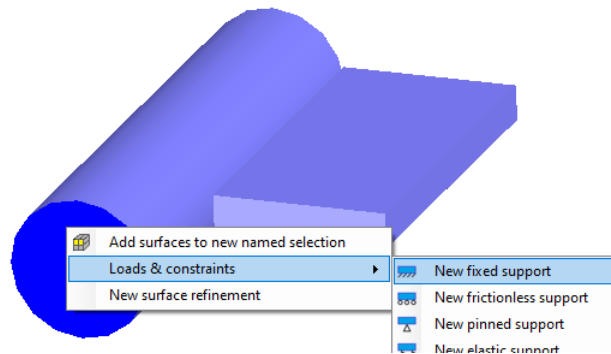 Add surfaces to new named selection
Loads & constraints
New surface refinement
New fixed support
New frictionless support
New pinned support
New elastic support